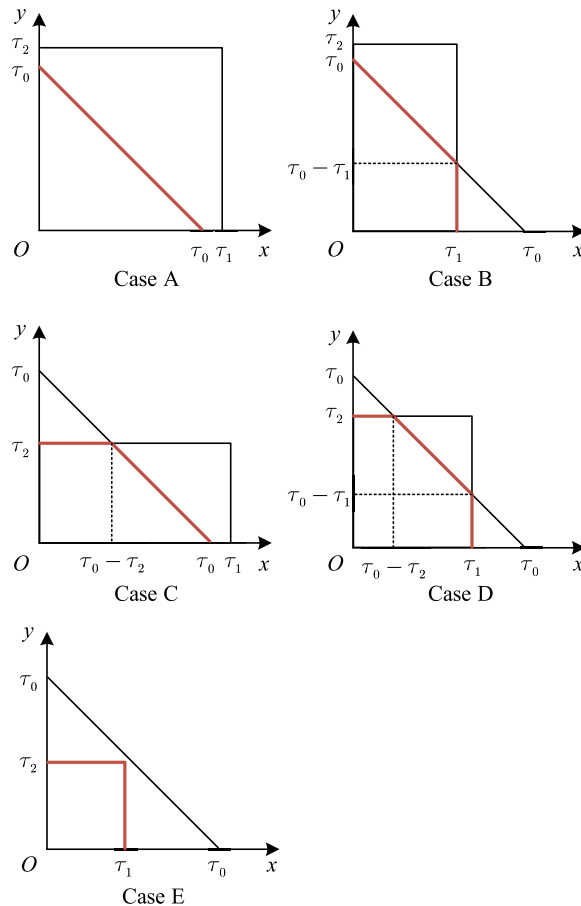 y
τ₂
τ₀
O
τ₀ τ₁ x
Case A
y
τ₂
τ₀
τ₀ − τ₁
O
τ₁ τ₀ x
Case B
y
τ₀
τ₂
O
τ₀ − τ₂ τ₀ τ₁ x
Case C
y
τ₀
τ₂
τ₀ − τ₁
O
τ₀ − τ₂ τ₁ τ₀ x
Case D
y
τ₀
τ₂
O
τ₁ τ₀ x
Case E